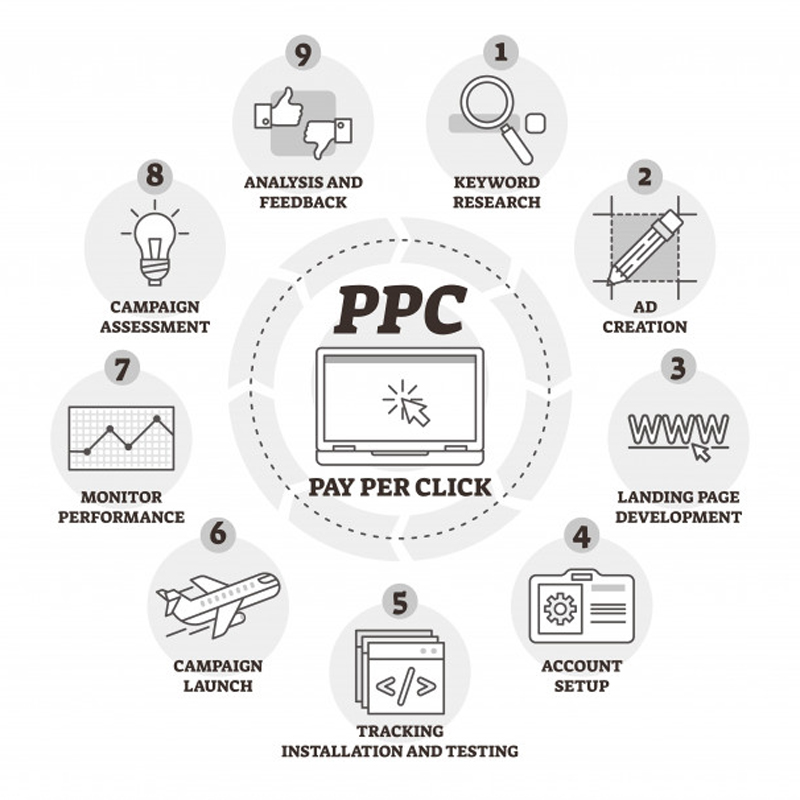 PPC
PAY PER CLICK
1
KEYWORD
RESEARCH
2
AD
CREATION
3
WWW
LANDING PAGE
DEVELOPMENT
4
ACCOUNT
SETUP
5
</>
TRACKING
INSTALLATION AND TESTING
6
CAMPAIGN
LAUNCH
7
MONITOR
PERFORMANCE
8
CAMPAIGN
ASSESSMENT
9
ANALYSIS AND
FEEDBACK